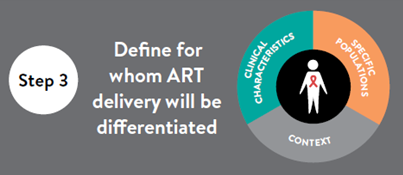 Step 3
Define for
whom ART
delivery will be
differentiated
CLINICAL
CHARACTERISTICS
SPECIFIC
POPULATIONS
CONTEXT